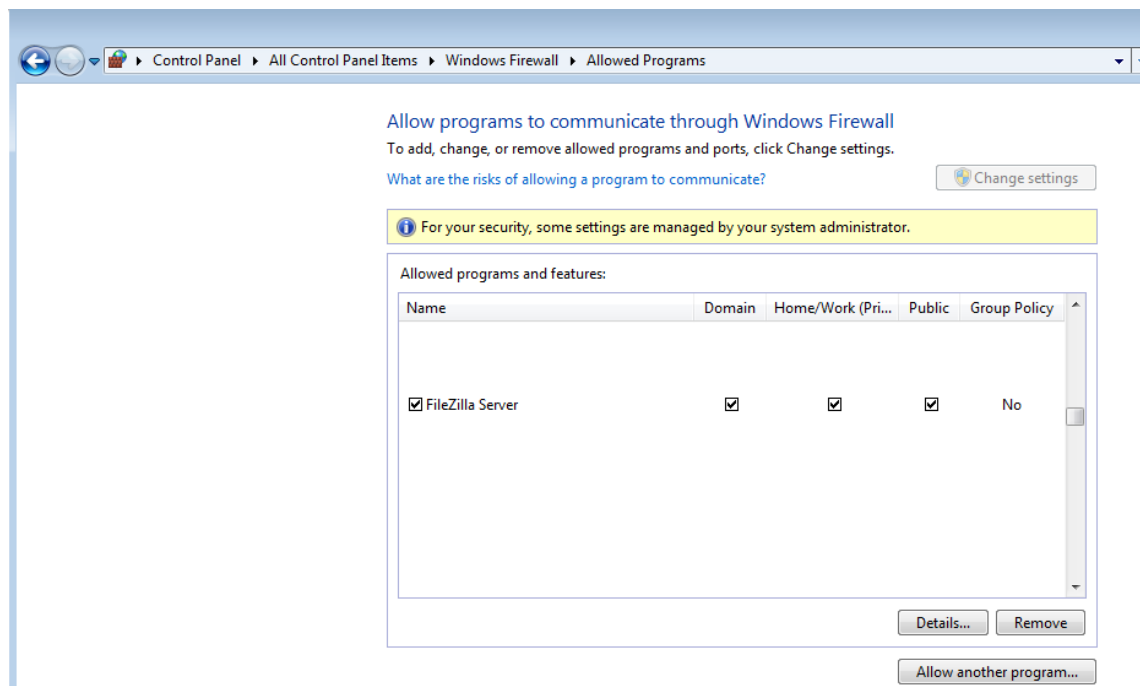 Control Panel All Control Panel Items Windows Firewall Allowed Programs
Allow programs to communicate through Windows Firewall
To add, change, or remove allowed programs and ports, click Change settings.
What are the risks of allowing a program to communicate? Change settings
For your security, some settings are managed by your system administrator.
Allowed programs and features:
Name Domain Home/Work (Pri... Public Group Policy
FileZilla Server No
Details... Remove
Allow another program...